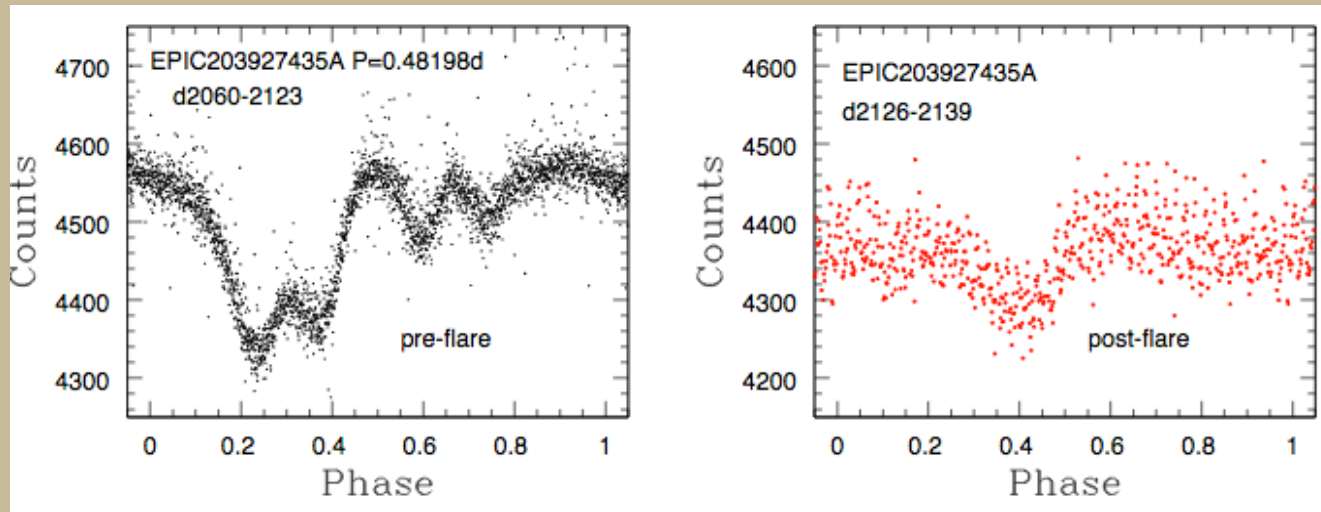 EPIC203927435A P=0.48198d
d2060-2123
pre-flare
Counts
4700
4600
4500
4400
4300
0 0.2 0.4 0.6 0.8 1
Phase
EPIC203927435A
d2126-2139
post-flare
Counts
4600
4500
4400
4300
4200
0 0.2 0.4 0.6 0.8 1
Phase